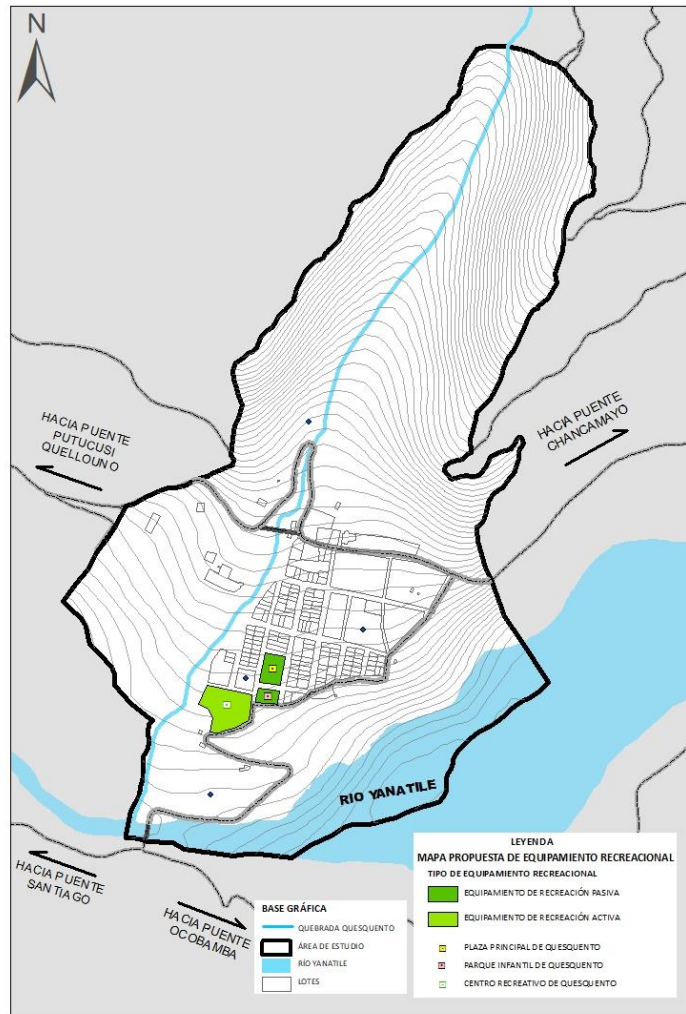 N
HACIA PUENTE
PUTUCUSI
QUELLOUNO
HACIA PUENTE
CHANCAMAYO
RIO YANATILE
HACIA PUENTE
SANTIAGO
HACIA PUENTE
OCOBAMBA
BASE GRÁFICA
QUEBRADA QUESQUENTO
ÁREA DE ESTUDIO
RÍO YANATILE
LOTES
LEYENDA
MAPA PROPUESTA DE EQUIPAMIENTO RECREACIONAL
TIPO DE EQUIPAMIENTO RECREACIONAL
EQUIPAMIENTO DE RECREACIÓN PASIVA
EQUIPAMIENTO DE RECREACIÓN ACTIVA
PLAZA PRINCIPAL DE QUESQUENTO
PARQUE INFANTIL DE QUESQUENTO
CENTRO RECREATIVO DE QUESQUENTO